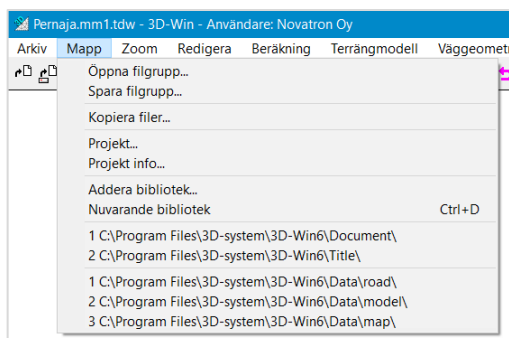 Pernaja.mm1.tdw - 3D-Win - Användare: Novatron Oy
Arkiv Mapp Zoom Redigera Beräkning Terrängmodell
Öppna filgrupp...
Spara filgrupp...
Kopiera filer...
Projekt...
Projekt info...
Addera bibliotek...
Nuvarande bibliotek Ctrl+D
1 C:\Program Files\3D-system\3D-Win6\Document\
2 C:\Program Files\3D-system\3D-Win6\Title\
1 C:\Program Files\3D-system\3D-Win6\Data\road\
2 C:\Program Files\3D-system\3D-Win6\Data\model\
3 C:\Program Files\3D-system\3D-Win6\Data\map\